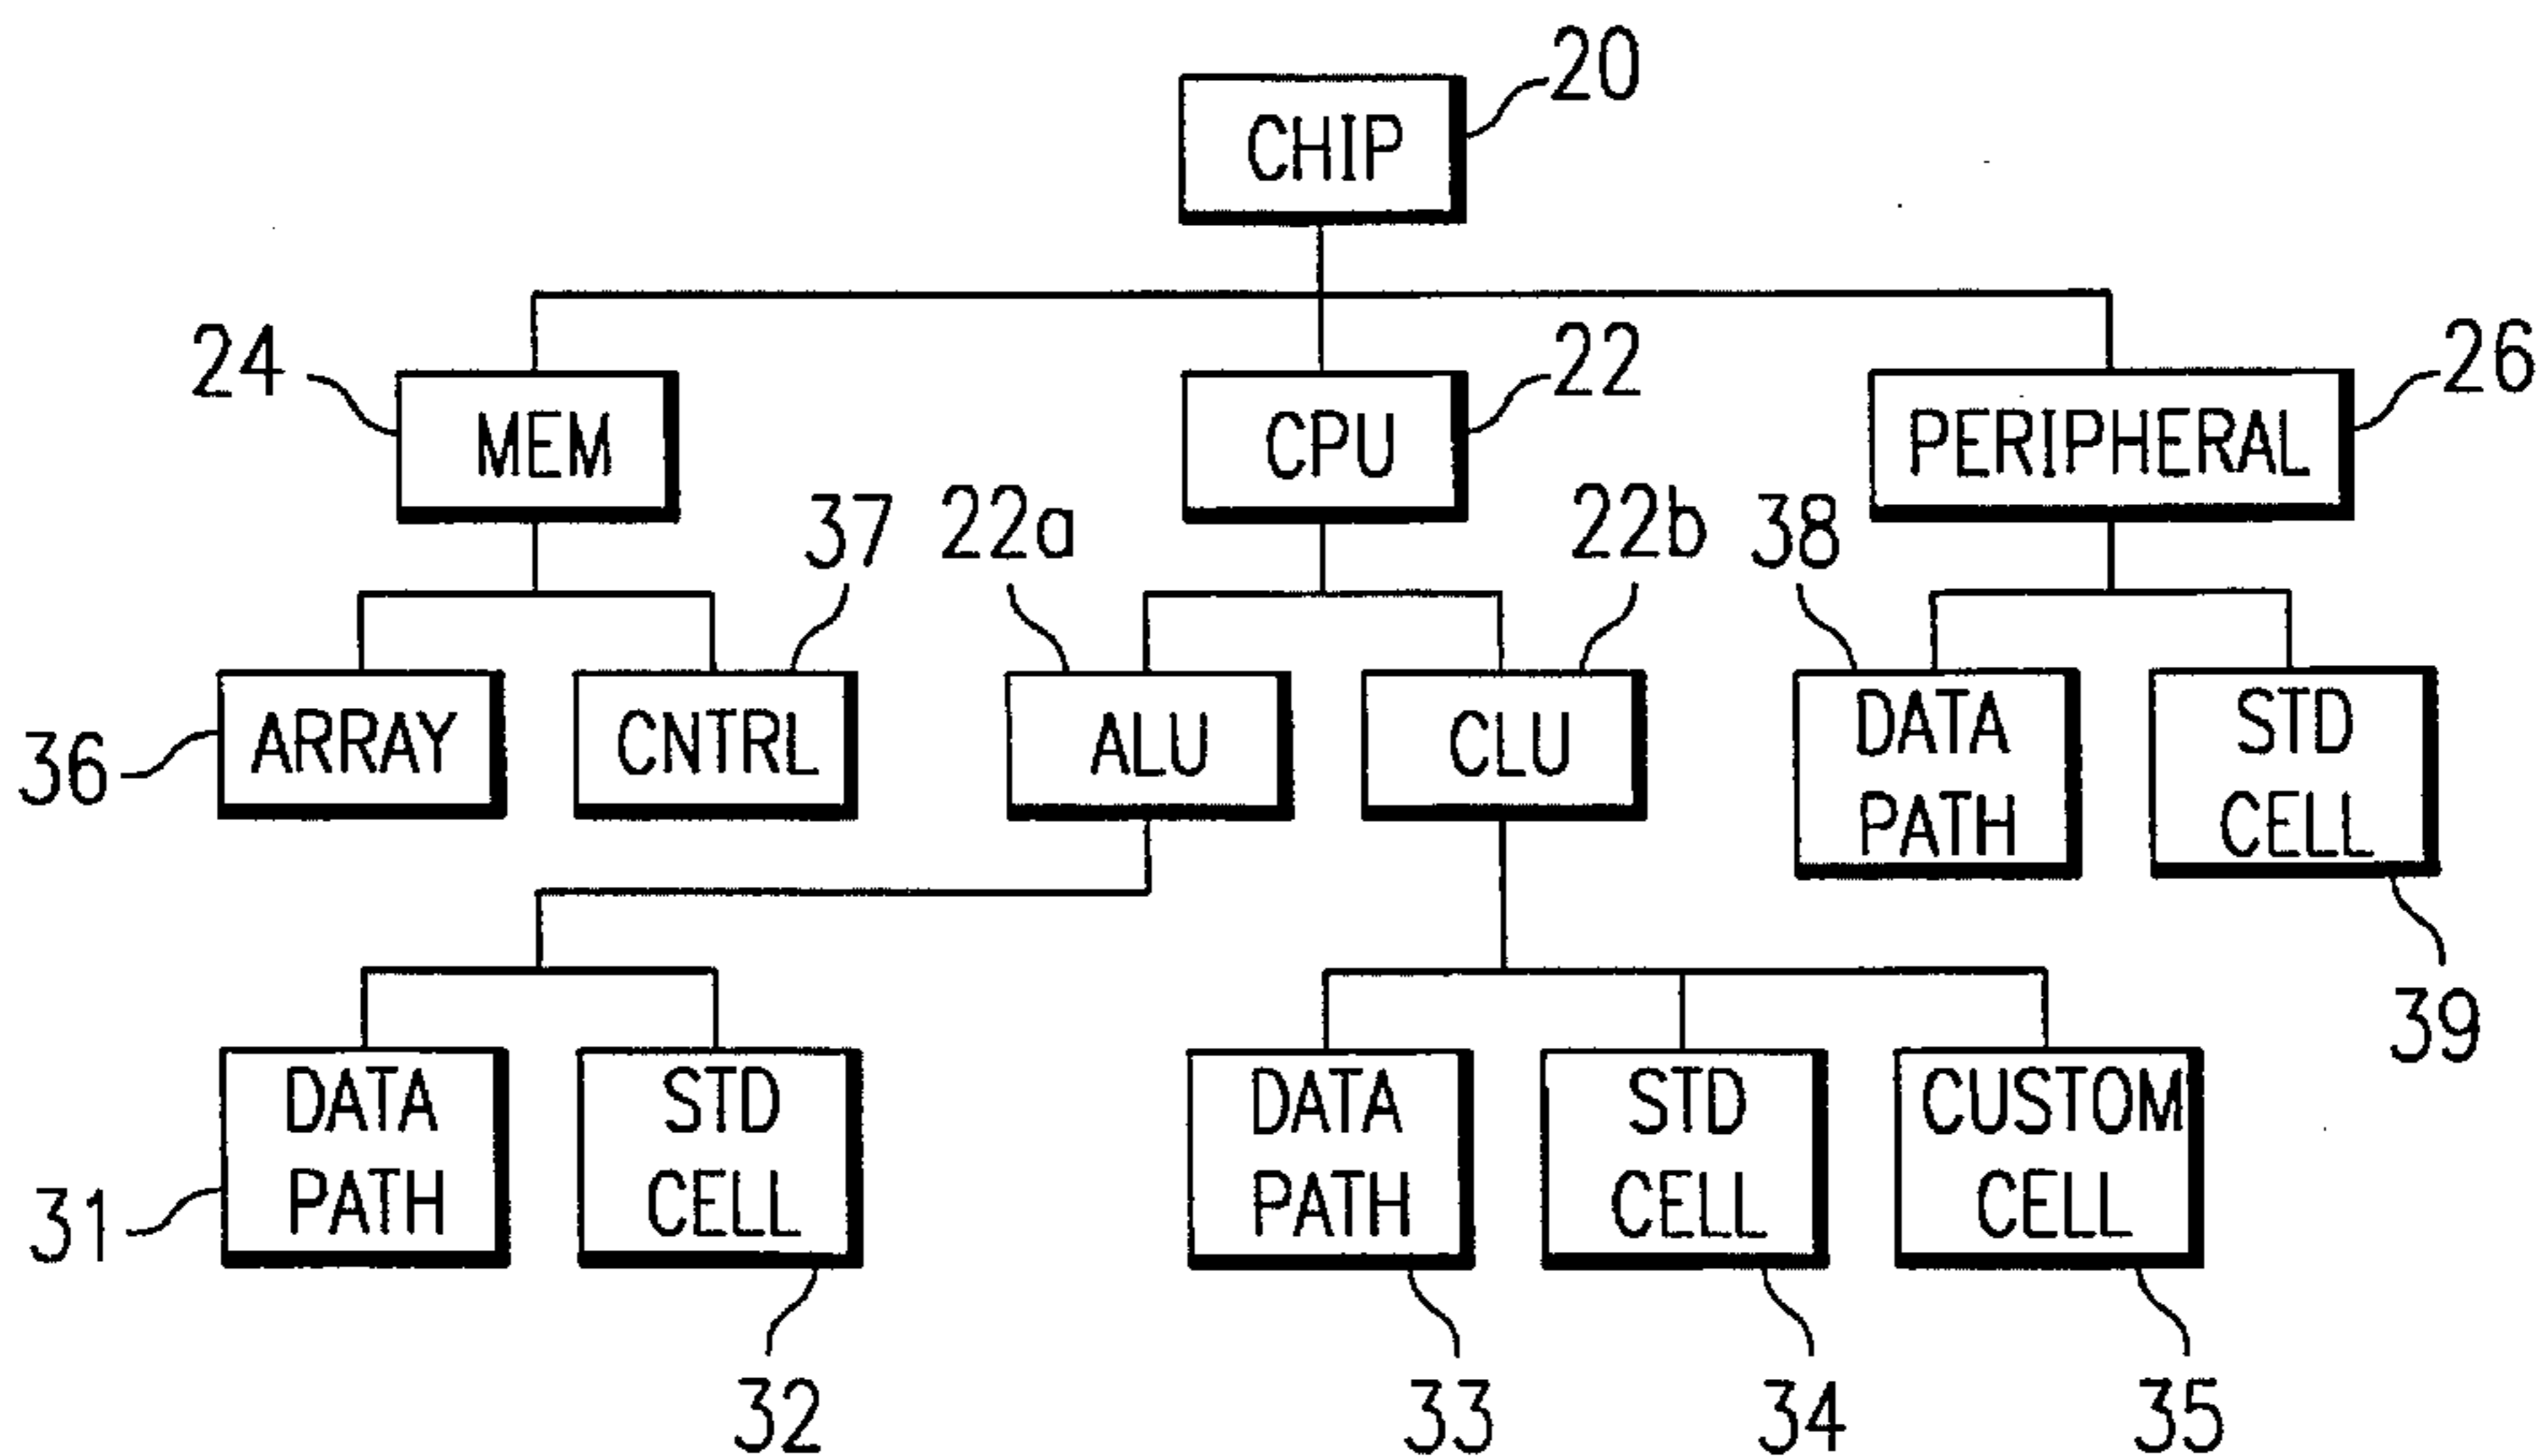 20
CHIP
24
MEM
22
CPU
26
PERIPHERAL
37
22a
22b
38
36
ARRAY
CNTRL
ALU
CLU
DATA
PATH
STD
CELL
39
31
DATA
PATH
STD
CELL
DATA
PATH
STD
CELL
CUSTOM
CELL
32
33
34
35